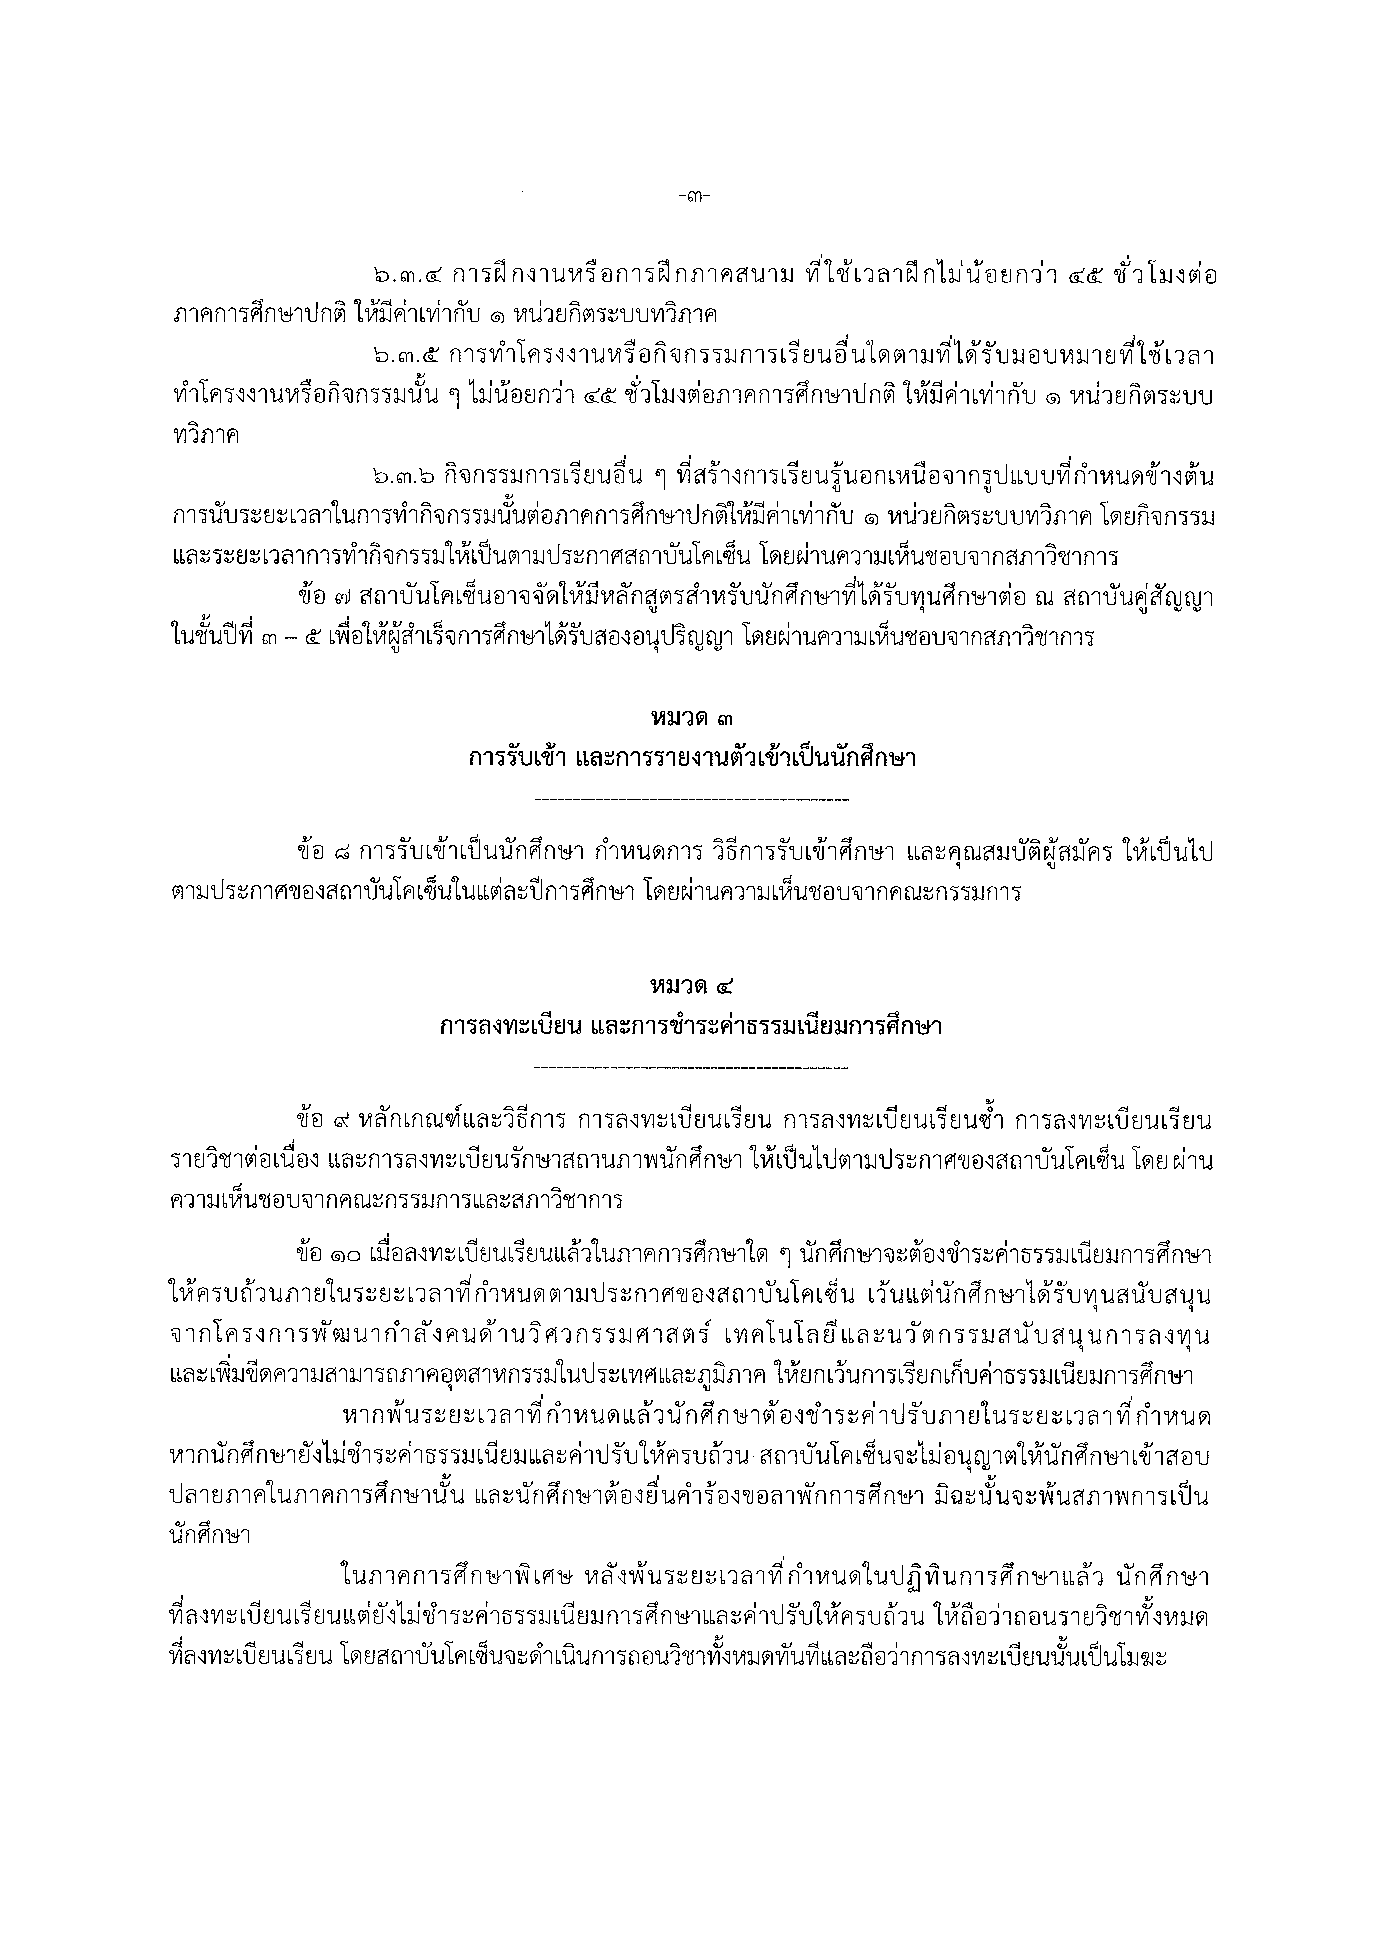 -๓-
๖.๓.๔ การฝึกงานหรือการฝึกภาคสนาม ที่ใช้เวลาฝึกไม่น้อยกว่า ๔๕ ชั่วโมงต่อ
ภาคการศึกษาปกติ ให้มีค่าเท่ากับ ๑ หน่วยกิตระบบทวิภาค
๖.๓.๕ การทำโครงงานหรือกิจกรรมการเรียนอื่นใดตามที่ได้รับมอบหมายที่ใช้เวลา
ทำโครงงานหรือกิจกรรมนั้น ๆ ไม่น้อยกว่า ๔๕ ชั่วโมงต่อภาคการศึกษาปกติ ให้มีค่าเท่ากับ ๑ หน่วยกิตระบบ
ทวิภาค
๖.๓.๖ กิจกรรมการเรียนอื่น ๆ ที่สร้างการเรียนรู้นอกเหนือจากรูปแบบที่กำหนดข้างต้น
การนับระยะเวลาในการทำกิจกรรมนั้นต่อภาคการศึกษาปกติให้มีค่าเท่ากับ ๑ หน่วยกิตระบบทวิภาค โดยกิจกรรม
และระยะเวลาการทำกิจกรรมให้เป็นตามประกาศสถาบันโคเซ็น โดยผ่านความเห็นชอบจากสภาวิชาการ
ข้อ ๗ สถาบันโคเซ็นอาจจัดให้มีหลักสูตรสำหรับนักศึกษาที่ได้รับทุนศึกษาต่อ ณ สถาบันคู่สัญญา
ในชั้นปีที่ ๓ – ๕ เพื่อให้ผู้สำเร็จการศึกษาได้รับสองอนุปริญญา โดยผ่านความเห็นชอบจากสภาวิชาการ
หมวด ๓
การรับเข้า และการรายงานตัวเข้าเป็นนักศึกษา
-----------------------------------------
ข้อ ๘ การรับเข้าเป็นนักศึกษา กำหนดการ วิธีการรับเข้าศึกษา และคุณสมบัติผู้สมัคร ให้เป็นไป
ตามประกาศของสถาบันโคเซ็นในแต่ละปีการศึกษา โดยผ่านความเห็นชอบจากคณะกรรมการ
หมวด ๔
การลงทะเบียน และการชำระค่าธรรมเนียมการศึกษา
-----------------------------------------
ข้อ ๙ หลักเกณฑ์และวิธีการ การลงทะเบียนเรียน การลงทะเบียนเรียนซ้ำ การลงทะเบียนเรียน
รายวิชาต่อเนื่อง และการลงทะเบียนรักษาสถานภาพนักศึกษา ให้เป็นไปตามประกาศของสถาบันโคเซ็น โดยผ่าน
ความเห็นชอบจากคณะกรรมการและสภาวิชาการ
ข้อ ๑๐ เมื่อลงทะเบียนเรียนแล้วในภาคการศึกษาใด ๆ นักศึกษาจะต้องชำระค่าธรรมเนียมการศึกษา
ให้ครบถ้วนภายในระยะเวลาที่กำหนดตามประกาศของสถาบันโคเซ็น เว้นแต่นักศึกษาได้รับทุนสนับสนุน
จากโครงการพัฒนากำลังคนด้านวิศวกรรมศาสตร์ เทคโนโลยีและนวัตกรรมสนับสนุนการลงทุน
และเพิ่มขีดความสามารถภาคอุตสาหกรรมในประเทศและภูมิภาค ให้ยกเว้นการเรียกเก็บค่าธรรมเนียมการศึกษา
หากพ้นระยะเวลาที่กำหนดแล้วนักศึกษาต้องชำระค่าปรับภายในระยะเวลาที่กำหนด
หากนักศึกษายังไม่ชำระค่าธรรมเนียมและค่าปรับให้ครบถ้วน สถาบันโคเซ็นจะไม่อนุญาตให้นักศึกษาเข้าสอบ
ปลายภาคในภาคการศึกษานั้น และนักศึกษาต้องยื่นคำร้องขอลาพักการศึกษา มิฉะนั้นจะพ้นสภาพการเป็น
นักศึกษา
ในภาคการศึกษาพิเศษ หลังพ้นระยะเวลาที่กำหนดในปฏิทินการศึกษาแล้ว นักศึกษา
ที่ลงทะเบียนเรียนแต่ยังไม่ชำระค่าธรรมเนียมการศึกษาและค่าปรับให้ครบถ้วน ให้ถือว่าถอนรายวิชาทั้งหมด
ที่ลงทะเบียนเรียน โดยสถาบันโคเซ็นจะดำเนินการถอนวิชาทั้งหมดทันทีและถือว่าการลงทะเบียนนั้นเป็นโมฆะ